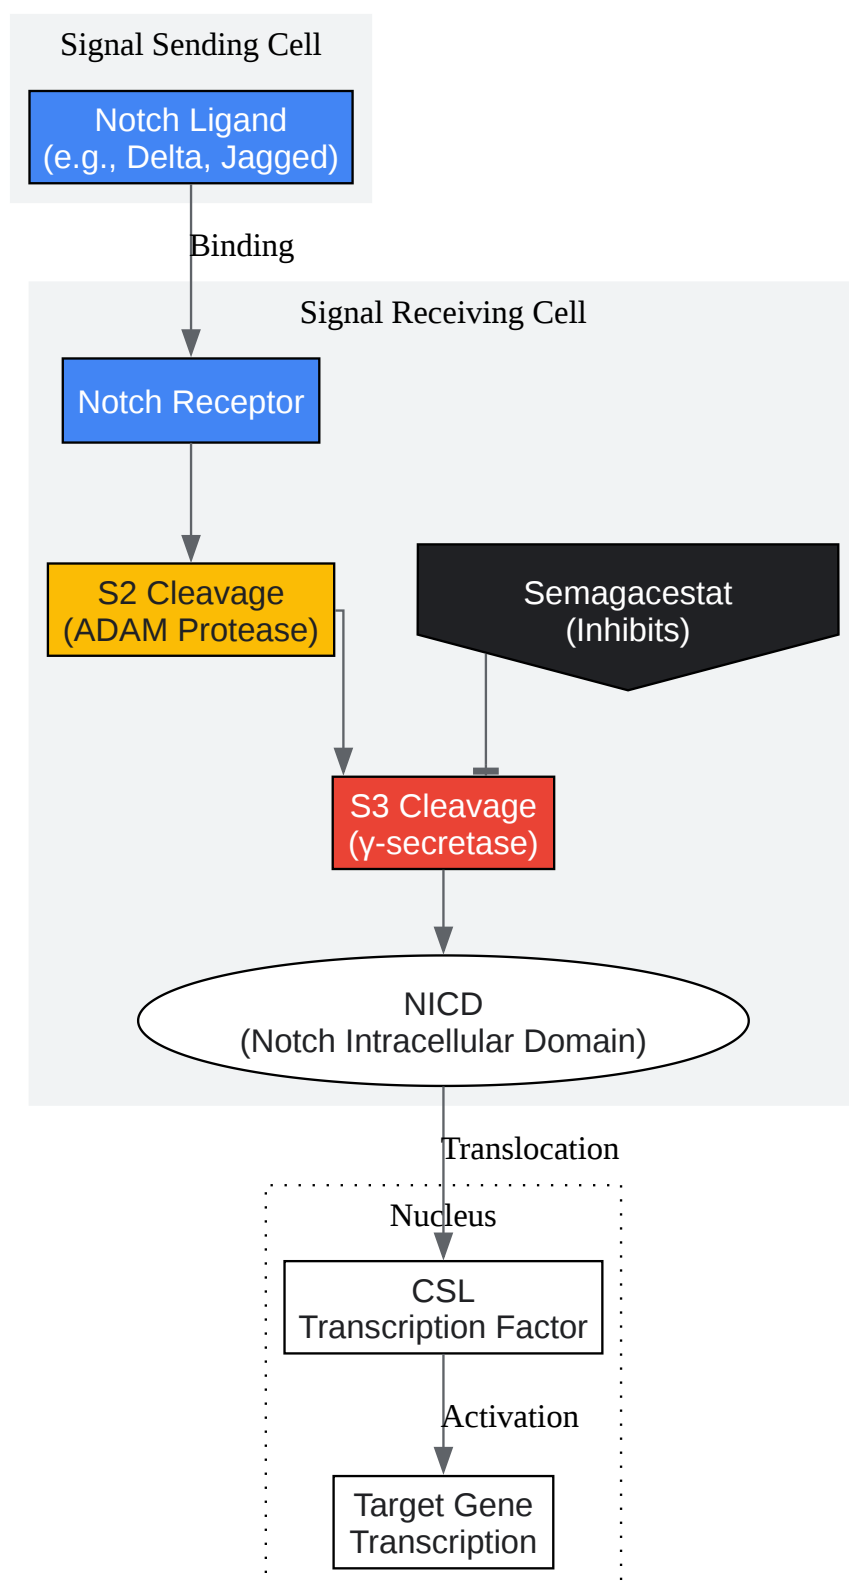 Signal Sending Cell
Notch Ligand
(e.g., Delta, Jagged)
Binding
Signal Receiving Cell
Notch Receptor
S2 Cleavage
(ADAM Protease)
Semagacestat
(Inhibits)
S3 Cleavage
(γ-secretase)
NICD
(Notch Intracellular Domain)
Translocation
Nucleus
CSL
Transcription Factor
Activation
Target Gene
Transcription